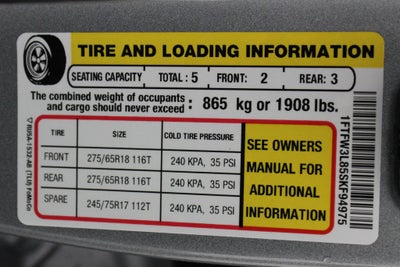 TIRE AND LOADING INFORMATION
SEATING CAPACITY TOTAL : 5 FRONT: 2 REAR: 3
The combined weight of occupants
and cargo should never exceed : 865 kg or 1908 lbs.
TIRE SIZE COLD TIRE PRESSURE
FRONT 275/65R18 116T 240 KPA, 35 PSI
REAR 275/65R18 116T 240 KPA, 35 PSI
SPARE 245/75R17 112T 240 KPA, 35 PSI
SEE OWNERS
MANUAL FOR
ADDITIONAL
INFORMATION
1FTFW3L85SKF94975